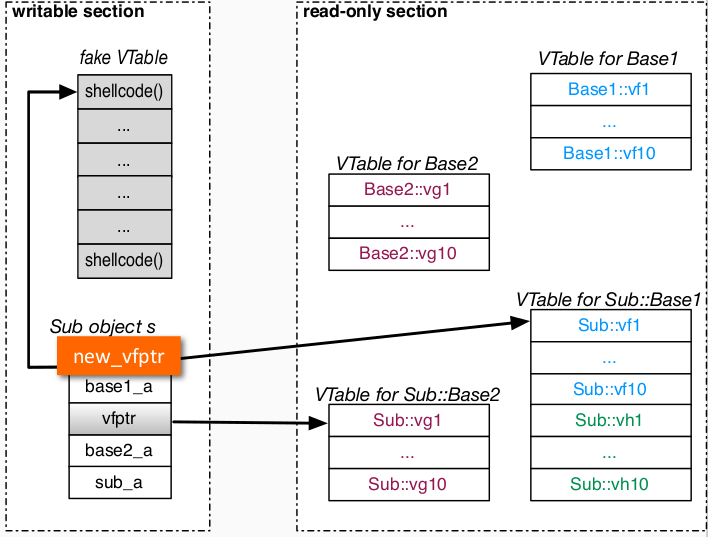 writable section
fake VTable
shellcode()
...
...
...
...
shellcode()
Sub object s
new_vfptr
base1_a
vfptr
base2_a
sub_a
read-only section
VTable for Base1
Base1::vf1
...
Base1::vf10
VTable for Base2
Base2::vg1
...
Base2::vg10
VTable for Sub::Base1
Sub::vf1
...
Sub::vf10
Sub::vh1
...
Sub::vh10
VTable for Sub::Base2
Sub::vg1
...
Sub::vg10